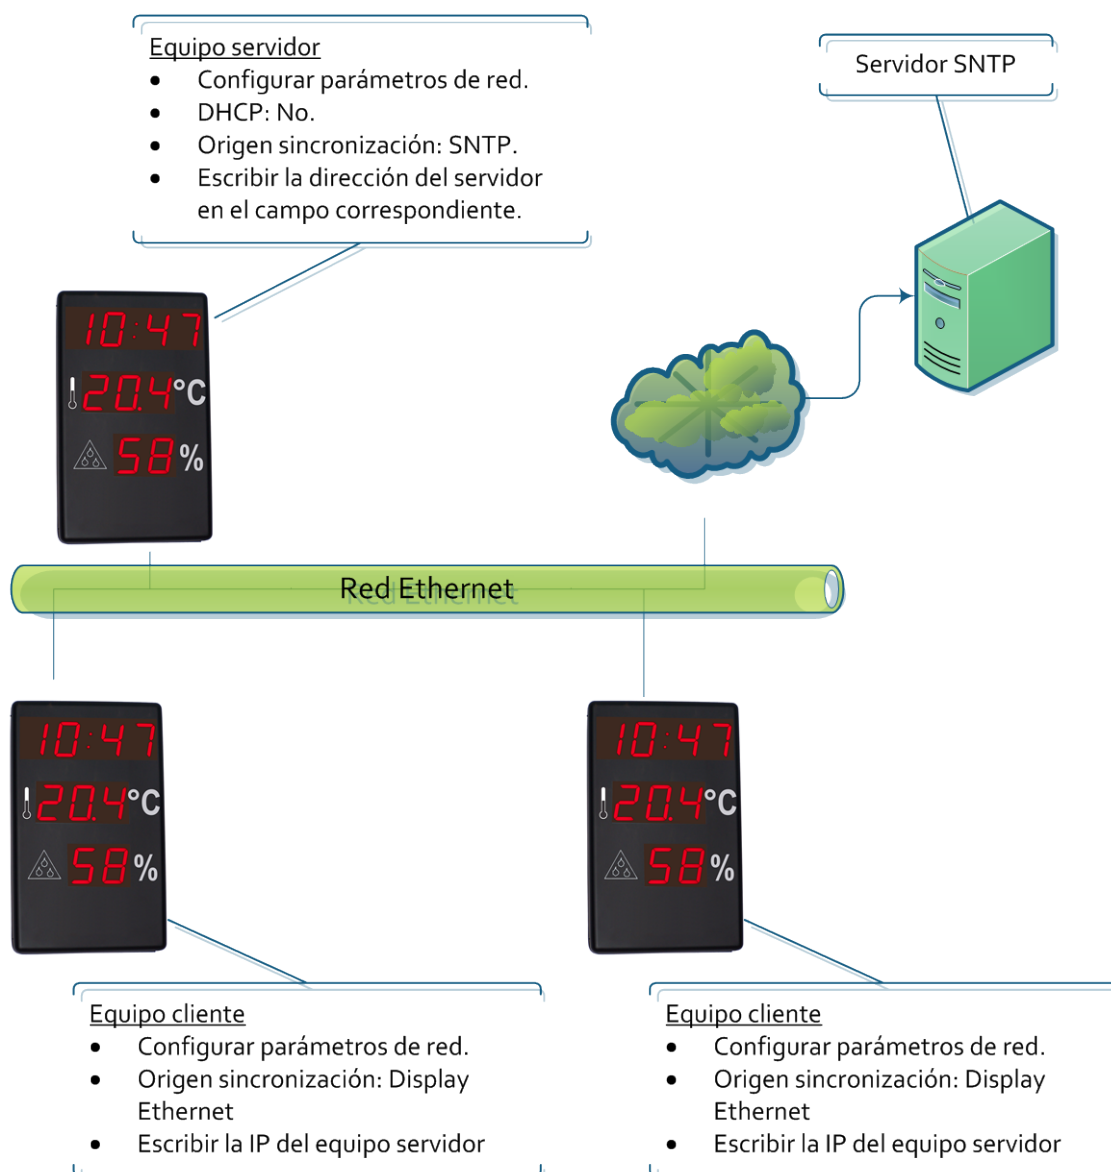 Equipo servidor
• Configurar parámetros de red.
• DHCP: No.
• Origen sincronización: SNTP.
• Escribir la dirección del servidor
en el campo correspondiente.
Servidor SNTP
10:47
20.4°C
58%
Red Ethernet
10:47
20.4°C
58%
10:47
20.4°C
58%
Equipo cliente
• Configurar parámetros de red.
• Origen sincronización: Display
Ethernet
• Escribir la IP del equipo servidor
Equipo cliente
• Configurar parámetros de red.
• Origen sincronización: Display
Ethernet
• Escribir la IP del equipo servidor